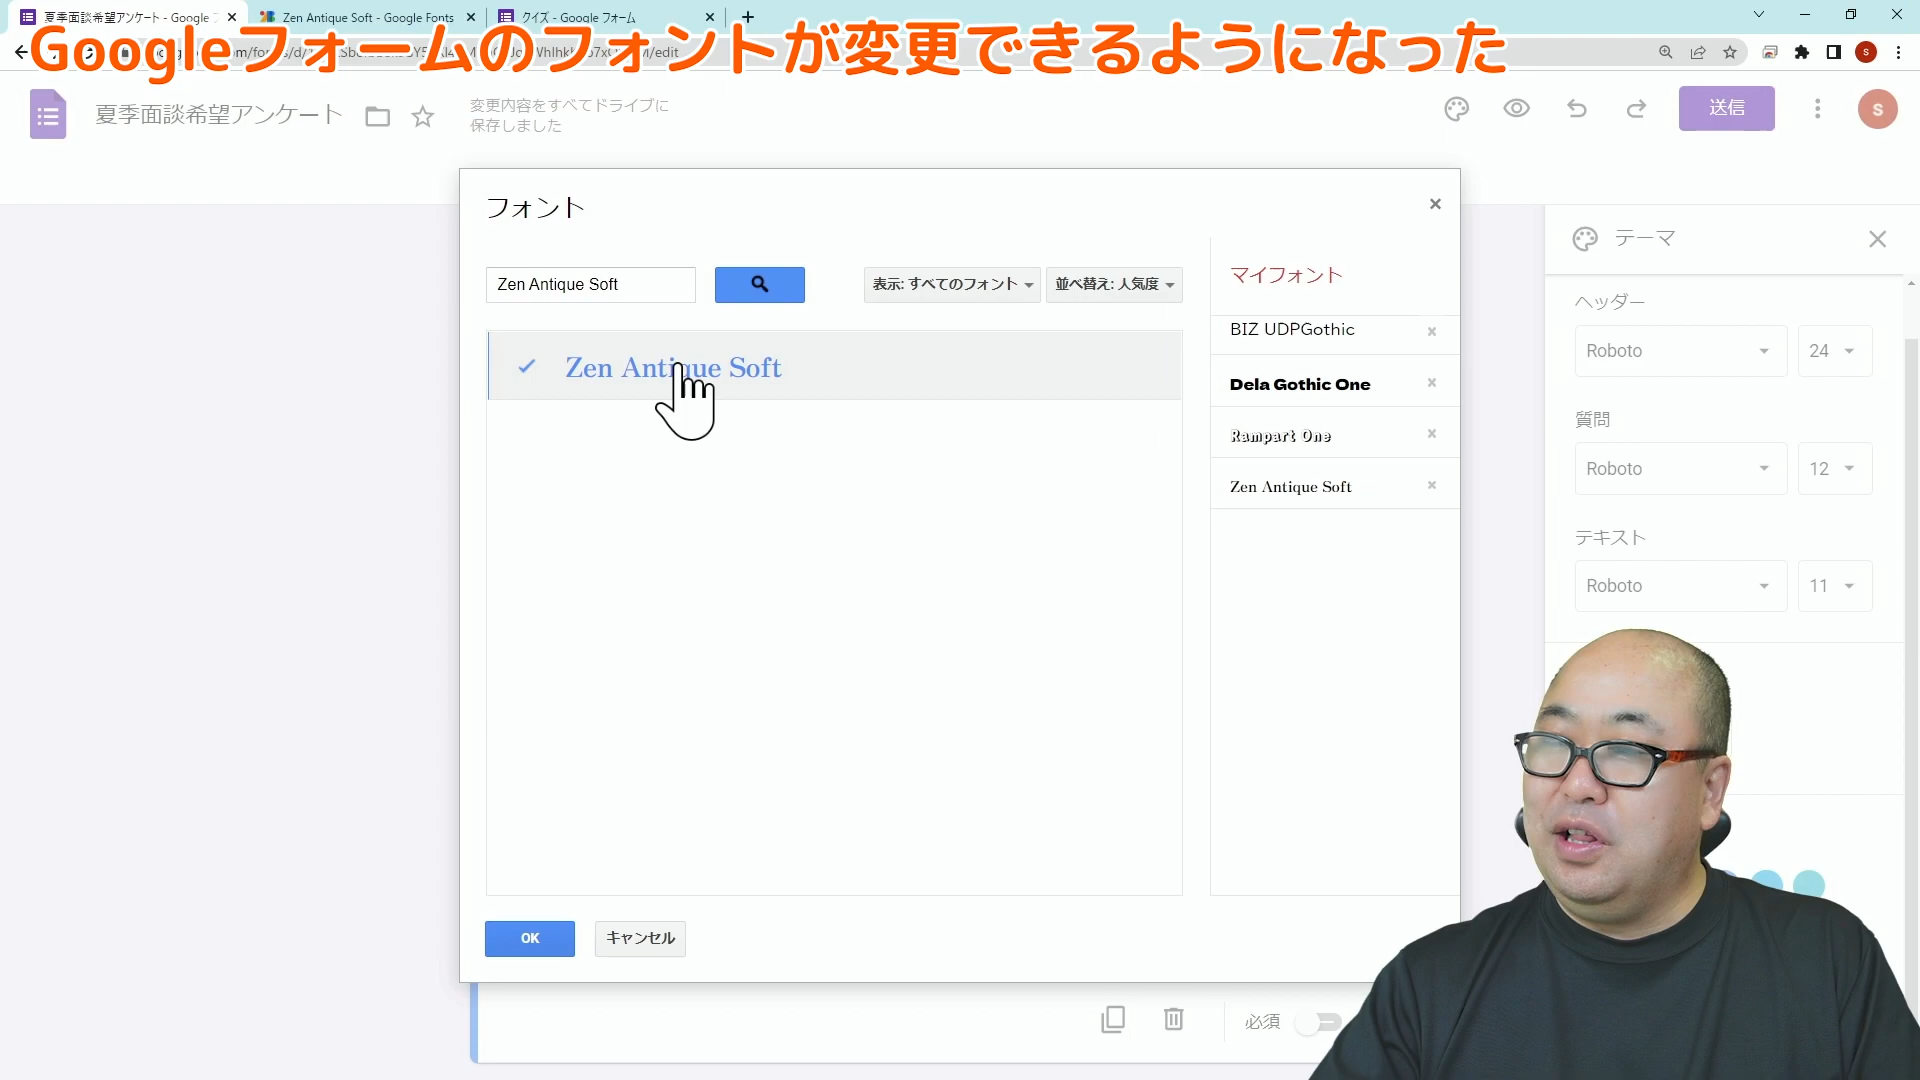 夏季面談希望アンケート - Google フ
Zen Antique Soft - Google Fonts
クイズ - Google フォーム
Googleフォームのフォントが変更できるようになった
夏季面談希望アンケート
変更内容をすべてドライブに
保存しました
送信
S
フォント
Zen Antique Soft
表示: すべてのフォント
並べ替え: 人気度
Zen Antique Soft
マイフォント
BIZ UDPGothic
Dela Gothic One
Rampart One
Zen Antique Soft
OK
キャンセル
テーマ
ヘッダー
Roboto
24
質問
Roboto
12
テキスト
Roboto
11
必須